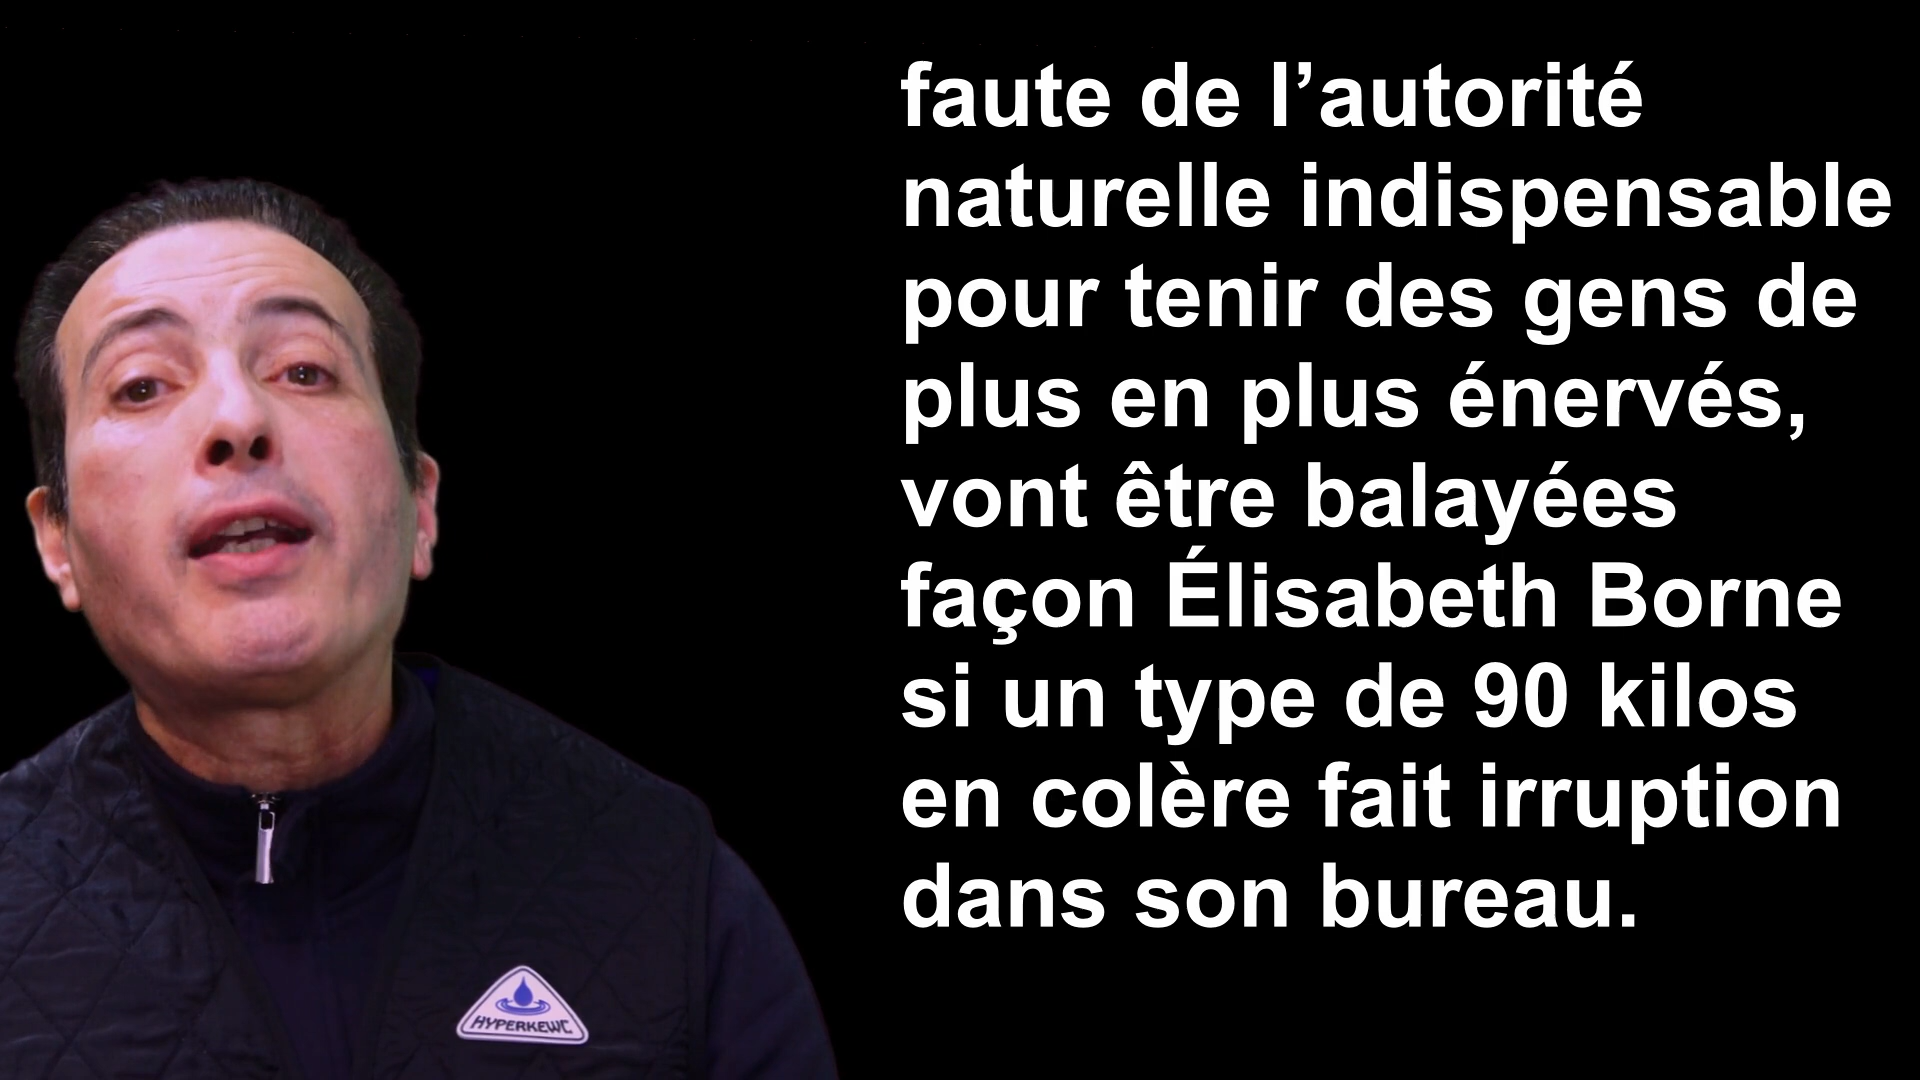 faute de l’autorité
naturelle indispensable
pour tenir des gens de
plus en plus énervés,
vont être balayées
façon Élisabeth Borne
si un type de 90 kilos
en colère fait irruption
dans son bureau.
HYPERKEWL